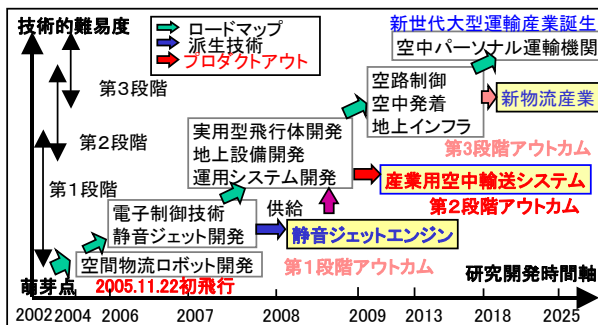 技術的難易度
ロードマップ
派生技術
プロダクトアウト
新世代大型運輸産業誕生
空中パーソナル運輸機関
第3段階
空路制御
空中発着
地上インフラ
新物流産業
第2段階
実用型飛行体開発
地上設備開発
運用システム開発
第3段階アウトカム
産業用空中輸送システム
第1段階
第2段階アウトカム
電子制御技術
静音ジェット開発
供給
静音ジェットエンジン
空間物流ロボット開発
第1段階アウトカム
研究開発時間軸
萌芽点
2005.11.22初飛行
2002 2004 2006 2007 2008 2009 2013 2018 2025